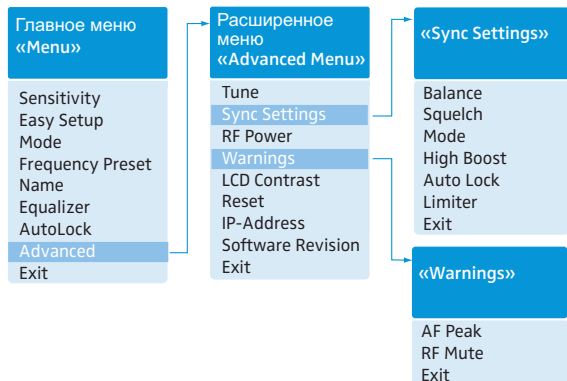 Главное меню
«Menu»
Sensitivity
Easy Setup
Mode
Frequency Preset
Name
Equalizer
AutoLock
Advanced
Exit
Расширенное
меню
«Advanced Menu»
Tune
Sync Settings
RF Power
Warnings
LCD Contrast
Reset
IP-Address
Software Revision
Exit
«Sync Settings»
Balance
Squelch
Mode
High Boost
Auto Lock
Limiter
Exit
«Warnings»
AF Peak
RF Mute
Exit